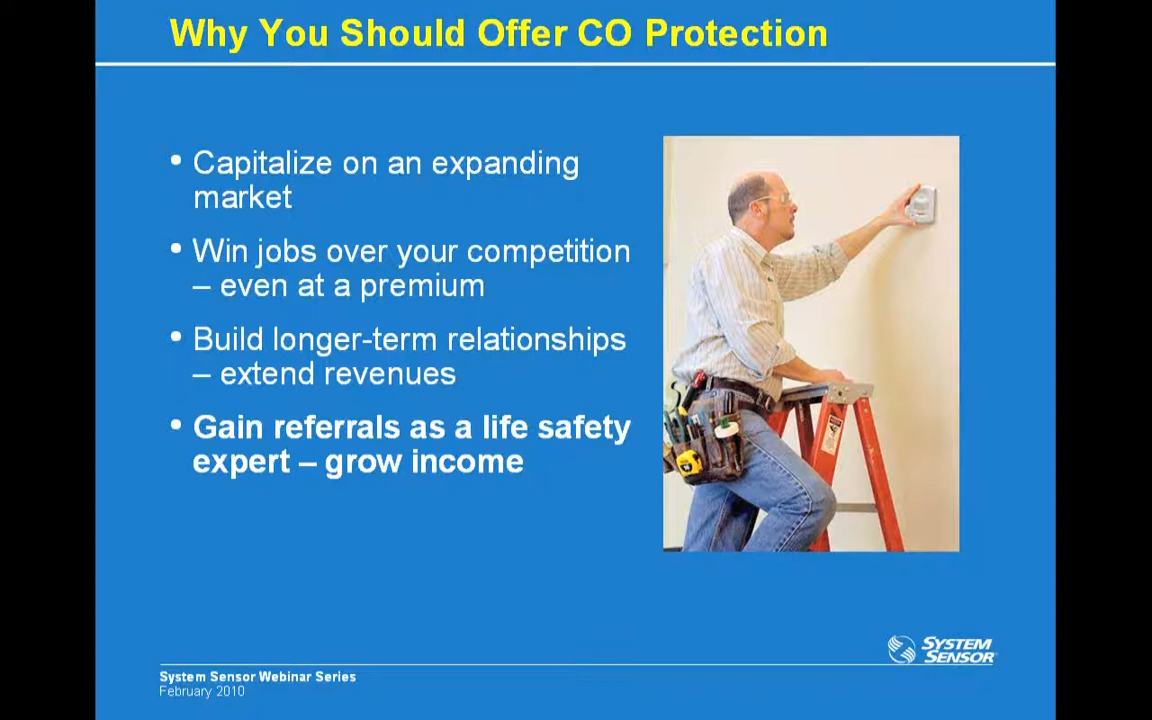 Why You Should Offer CO Protection
• Capitalize on an expanding
market
• Win jobs over your competition
– even at a premium
• Build longer-term relationships
– extend revenues
• Gain referrals as a life safety
expert – grow income
SYSTEM
SENSOR
System Sensor Webinar Series
February 2010